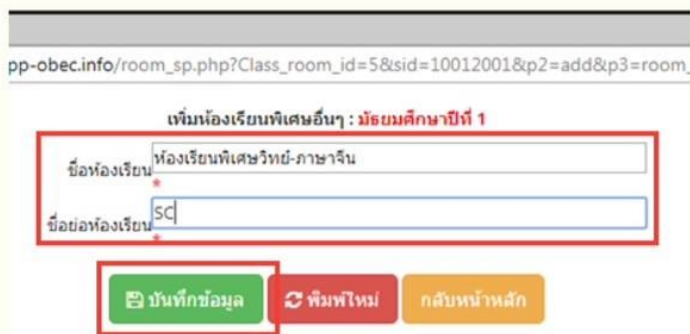 pp-obec.info/room_sp.php?Class_room_id=5&sid=10012001&p2=add&p3=room_
เพิ่มห้องเรียนพิเศษอื่นๆ : มัธยมศึกษาปีที่ 1
ชื่อห้องเรียน ห้องเรียนพิเศษวิทย์-ภาษาจีน
*
ชื่อย่อห้องเรียน SC
*
บันทึกข้อมูล พิมพ์ใหม่ กลับหน้าหลัก